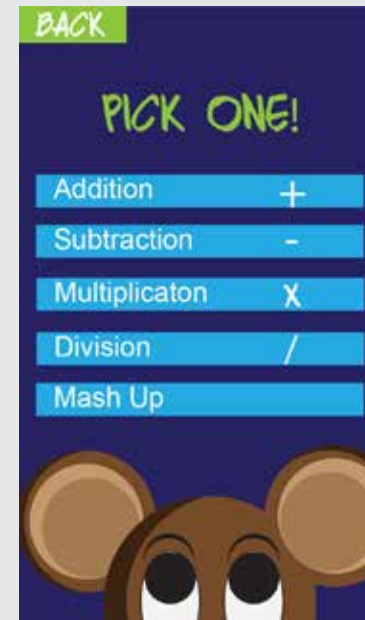 BACK
PICK ONE!
Addition +
Subtraction -
Multiplicaton x
Division /
Mash Up